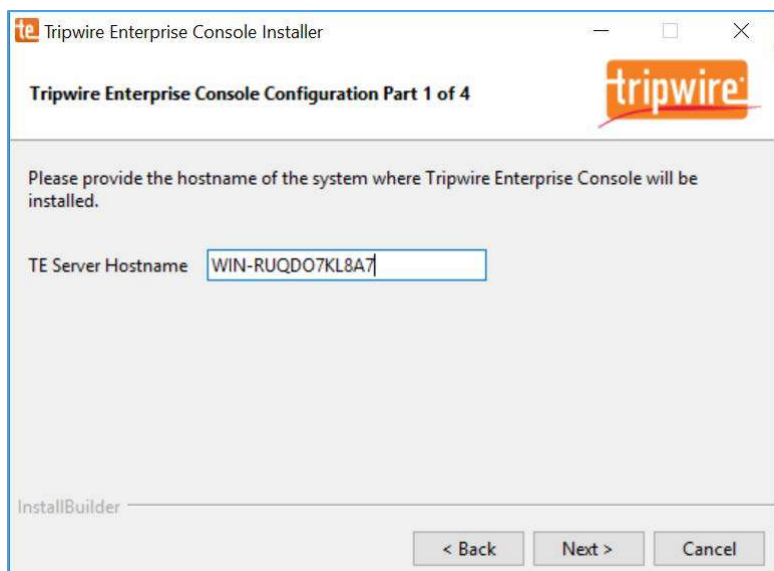 te Tripwire Enterprise Console Installer
Tripwire Enterprise Console Configuration Part 1 of 4
tripwire
Please provide the hostname of the system where Tripwire Enterprise Console will be
installed.
TE Server Hostname WIN-RUQDO7KL8A7
InstallBuilder
< Back Next > Cancel